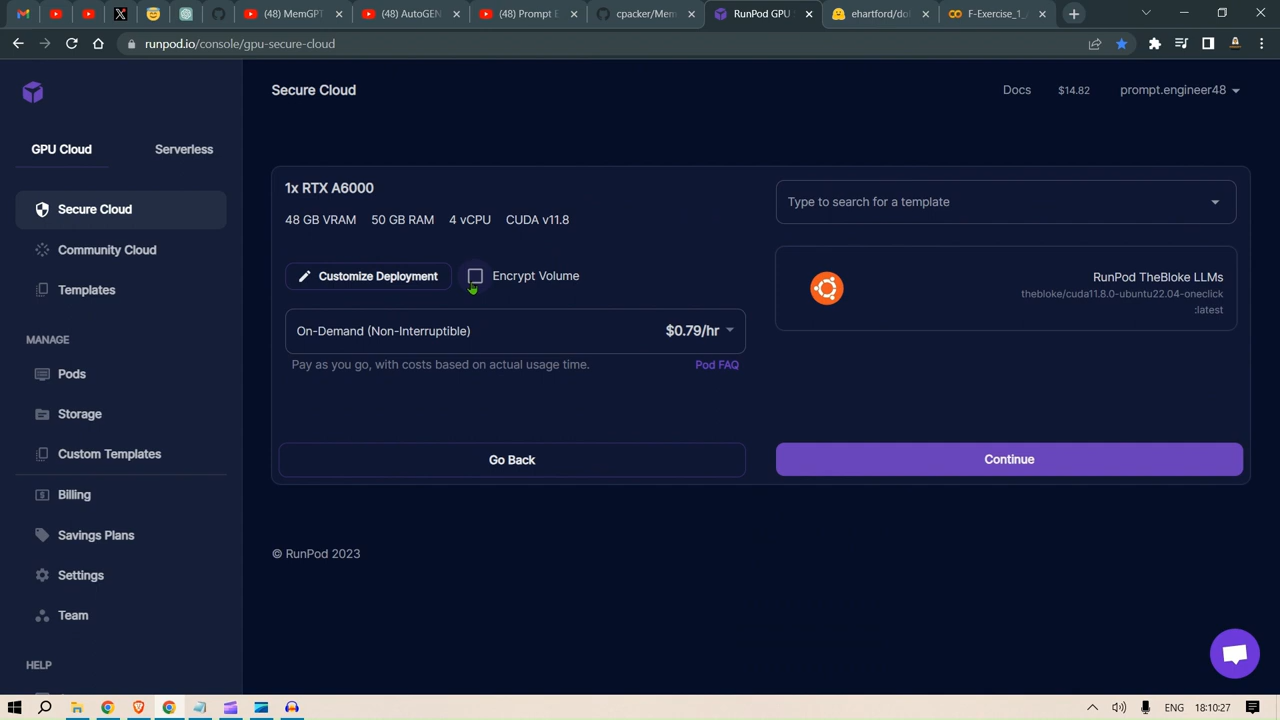 (48) MemGPT
(48) AutoGEN
(48) Prompt E
cpacker/Mem
RunPod GPU
ehartford/dol
F-Exercise_1_
runpod.io/console/gpu-secure-cloud
Secure Cloud
Docs
$14.82
prompt.engineer48
GPU Cloud
Serverless
Secure Cloud
Community Cloud
Templates
MANAGE
Pods
Storage
Custom Templates
Billing
Savings Plans
Settings
Team
HELP
1x RTX A6000
48 GB VRAM 50 GB RAM 4 vCPU CUDA v11.8
Customize Deployment
Encrypt Volume
On-Demand (Non-Interruptible) $0.79/hr
Pay as you go, with costs based on actual usage time.
Pod FAQ
Type to search for a template
RunPod TheBloke LLMs
thebloke/cuda11.8.0-ubuntu22.04-oneclick
:latest
Go Back
Continue
© RunPod 2023
ENG
18:10:27